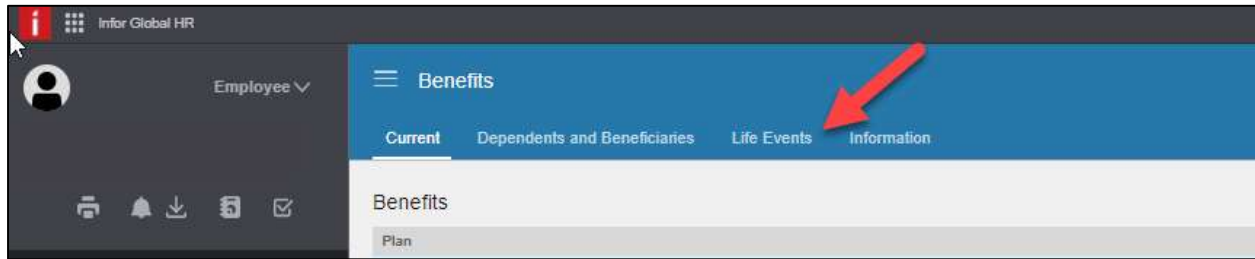 i Infor Global HR
Employee
Benefits
Current Dependents and Beneficiaries Life Events Information
Benefits
Plan